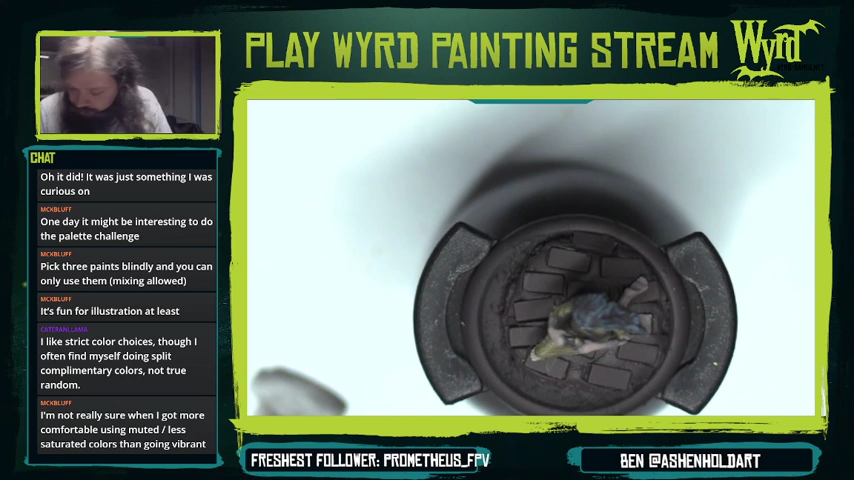 PLAY WYRD PAINTING STREAM
Wyrd
CHAT
Oh it did! It was just something I was
curious on
MCKBLUFF
One day it might be interesting to do
the palette challenge
MCKBLUFF
Pick three paints blindly and you can
only use them (mixing allowed)
MCKBLUFF
It's fun for illustration at least
CATERANLLAMA
I like strict color choices, though I
often find myself doing split
complimentary colors, not true
random.
MCKBLUFF
I'm not really sure when I got more
comfortable using muted / less
saturated colors than going vibrant
FRESHEST FOLLOWER: PROMETHEUS_FPV
BEN @ASHENHOLDART